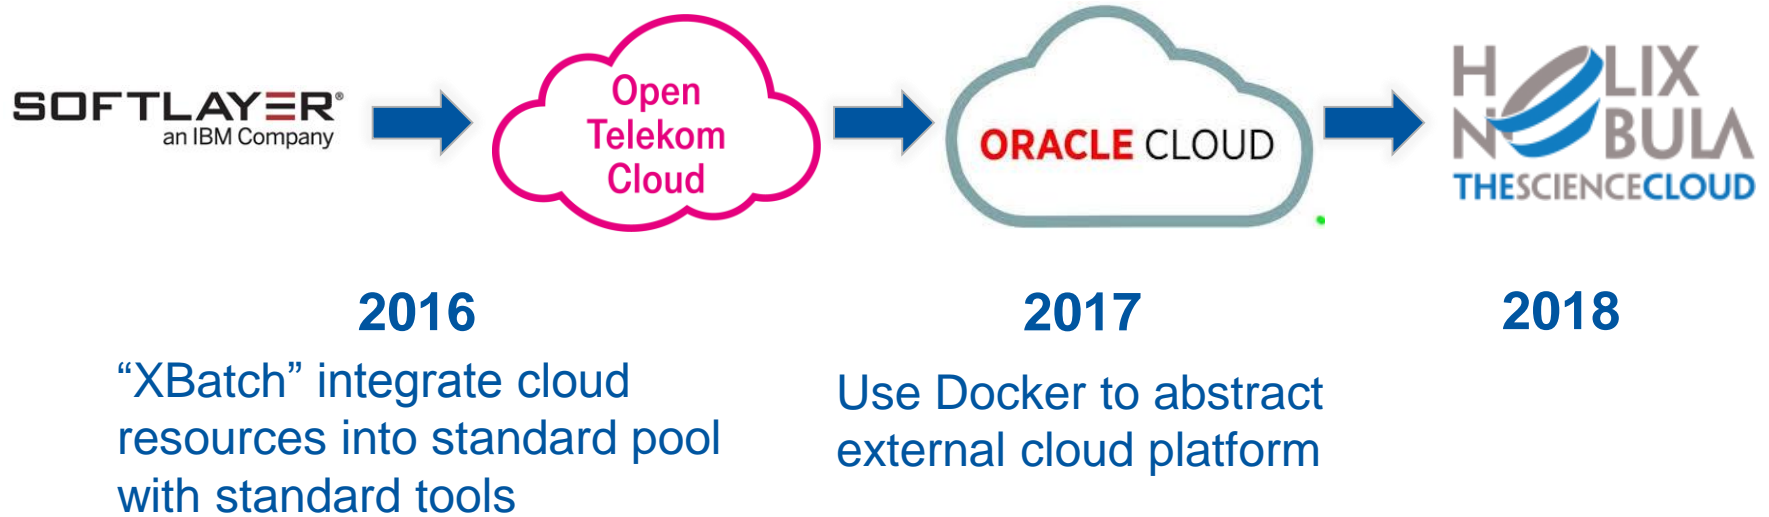 SOFTLAYER®
an IBM Company
Open
Telekom
Cloud
ORACLE CLOUD
HELIX
NEBULA
THESCIENCECLOUD
2016
2017
2018
“XBatch” integrate cloud
resources into standard pool
with standard tools
Use Docker to abstract
external cloud platform